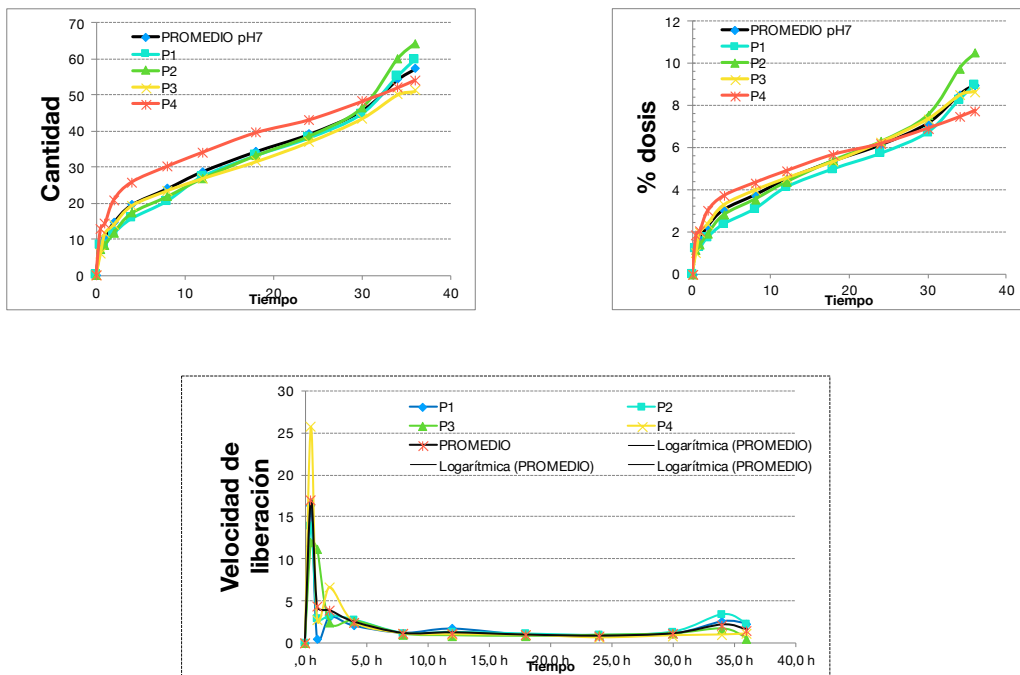 70
60
50
40
30
20
10
0
Cantidad
PROMEDIO pH7
P1
P2
P3
P4
0
10
20
30
40
Tiempo
12
10
8
6
4
2
0
% dosis
PROMEDIO pH7
P1
P2
P3
P4
0
10
20
30
40
Tiempo
30
25
20
15
10
5
0
Velocidad de
liberación
P1
P2
P3
P4
PROMEDIO
Logarítmica (PROMEDIO)
Logarítmica (PROMEDIO)
Logarítmica (PROMEDIO)
,0 h
5,0 h
10,0 h
15,0 h
20,0 h
25,0 h
30,0 h
35,0 h
40,0 h
Tiempo